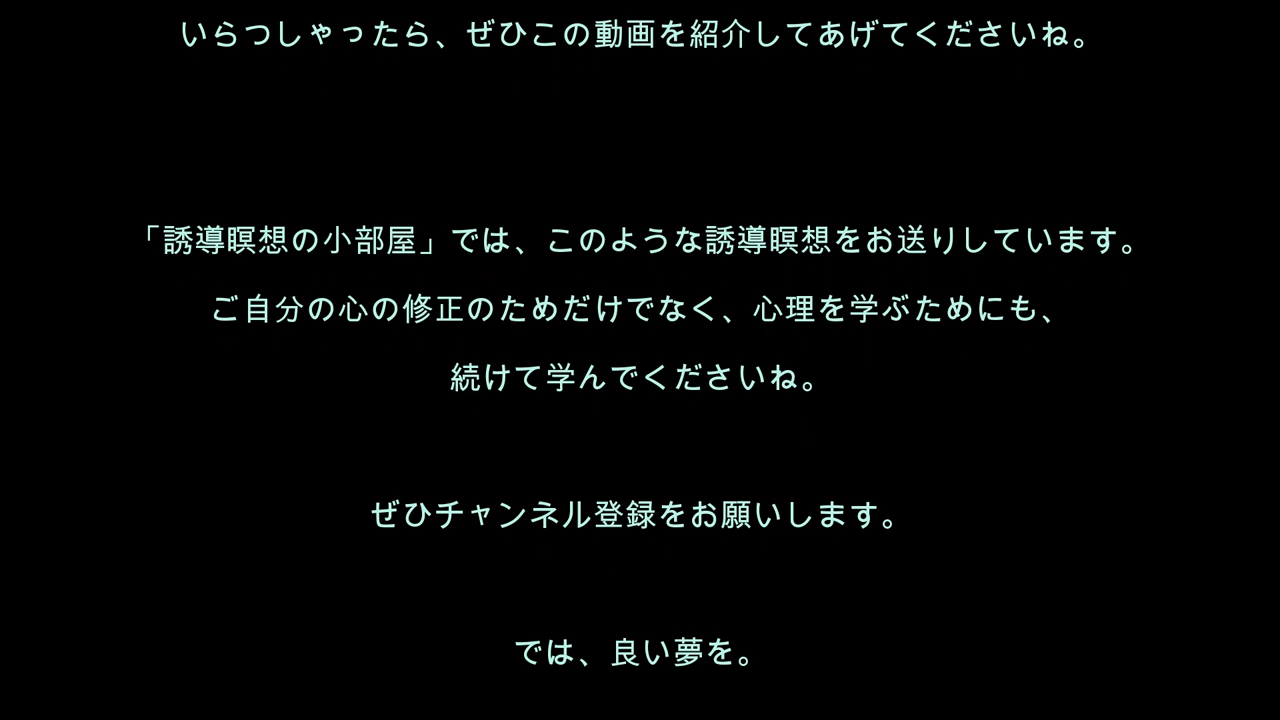 いらつしゃったら、ぜひこの動画を紹介してあげてくださいね。
「誘導瞑想の小部屋」では、このような誘導瞑想をお送りしています。
ご自分の心の修正のためだけでなく、心理を学ぶためにも、
続けて学んでくださいね。
ぜひチャンネル登録をお願いします。
では、良い夢を。